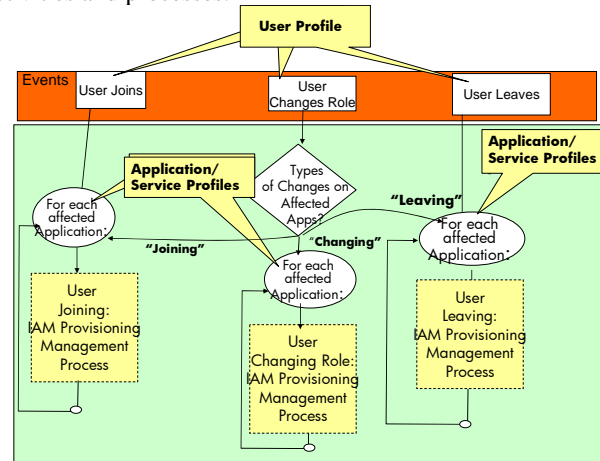 User Profile
Events
User Joins
User
Changes Role
User Leaves
Application/
Service Profiles
Types
of Changes on
Affected
Apps?
Application/
Service Profiles
"Leaving"
For each
affected
Application:
"Joining"
"Changing"
For each
affected
Application:
For each
affected
Application:
User
Joining:
IAM Provisioning
Management
Process
User
Changing Role:
IAM Provisioning
Management
Process
User
Leaving:
IAM Provisioning
Management
Process